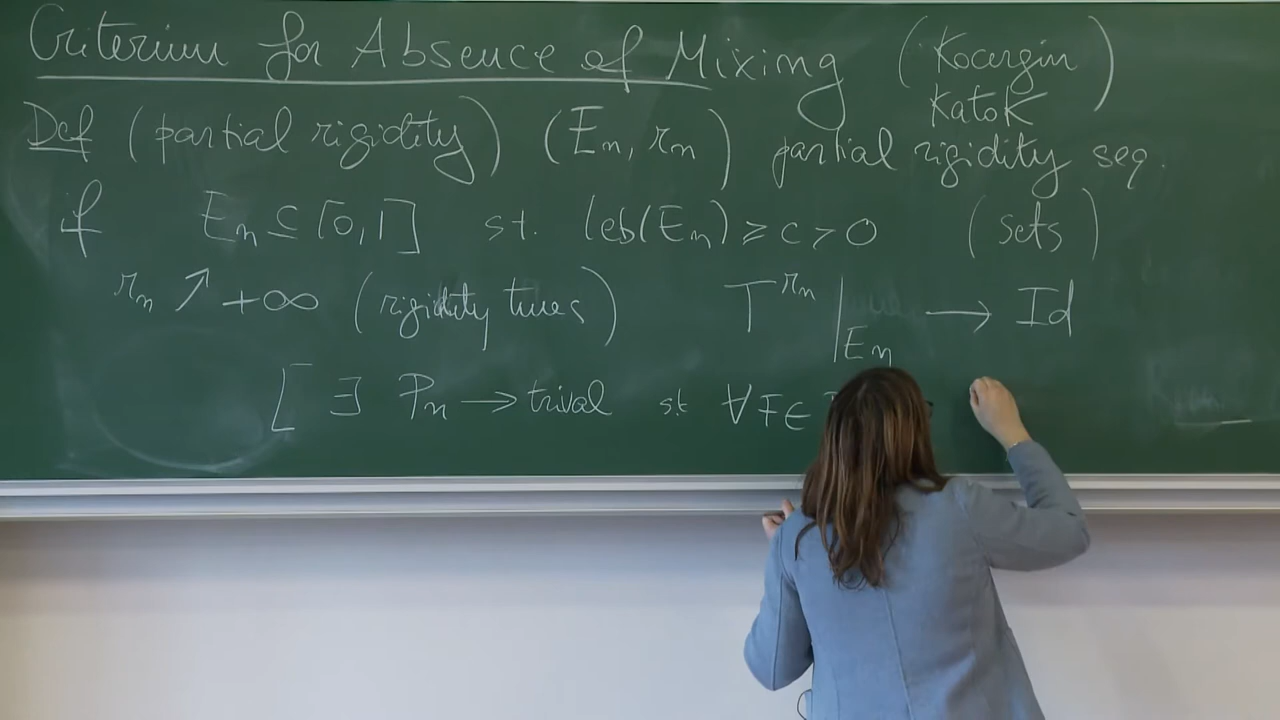 Criterium for Absence of Mixing (Kocergin
Katok)
Def (partial rigidity) (En, rn) partial rigidity seq.
if En ⊆ [0,1] st. leb(En) ≥ c > 0 (sets)
rn ↗ +∞ (rigidity times) T^rn |En → Id
[ ∃ Pn → trival st ∀ F ∈